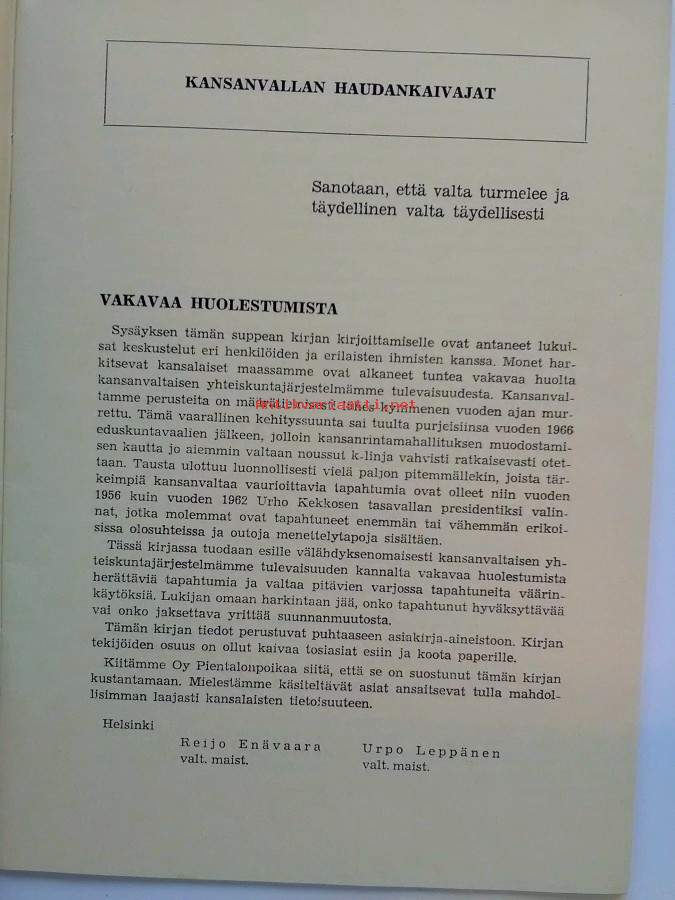 KANSANVALLAN HAUDANKAIVAJAT
Sanotaan, että valta turmelee ja
täydellinen valta täydellisesti
VAKAVAA HUOLESTUMISTA
Sysäyksen tämän suppean kirjan kirjoittamiselle ovat antaneet lukui-
sat keskustelut eri henkilöiden ja erilaisten ihmisten kanssa. Monet har-
kitsevat kansalaiset maassamme ovat alkaneet tuntea vakavaa huolta
kansanvaltaisen yhteiskuntajärjestelmämme tulevaisuudesta. Kansanval-
tamme perusteita on määrätietoisesti lähes kymmenen vuoden ajan mur-
rettu. Tämä vaarallinen kehityssuunta sai tuulta purjeisiinsa vuoden 1966
eduskuntavaalien jälkeen, jolloin kansanrintamahallituksen muodostami-
sen kautta jo aiemmin valtaan noussut k-linja vahvisti ratkaisevasti otet-
taan. Tausta ulottuu luonnollisesti vielä paljon pitemmällekin, joista tär-
keimpiä kansanvaltaa vaurioittavia tapahtumia ovat olleet niin vuoden
1956 kuin vuoden 1962 Urho Kekkosen tasavallan presidentiksi valin-
nat, jotka molemmat ovat tapahtuneet enemmän tai vähemmän erikoi-
sissa olosuhteissa ja outoja menettelytapoja sisältäen.
Tässä kirjassa tuodaan esille välähdyksenomaisesti kansanvaltaisen yh-
teiskuntajärjestelmämme tulevaisuuden kannalta vakavaa huolestumista
herättäviä tapahtumia ja valtaa pitävien varjossa tapahtuneita väärin-
käytöksiä. Lukijan omaan harkintaan jää, onko tapahtunut hyväksyttävää
vai onko jaksettava yrittää suunnanmuutosta.
Tämän kirjan tiedot perustuvat puhtaaseen asiakirja-aineistoon. Kirjan
tekijöiden osuus on ollut kaivaa tosiasiat esiin ja koota paperille.
Kiitämme Oy Pientalonpoikaa siitä, että se on suostunut tämän kirjan
kustantamaan. Mielestämme käsiteltävät asiat ansaitsevat tulla mahdol-
lisimman laajasti kansalaisten tietoisuuteen.
Helsinki
Reijo Enävaara Urpo Leppänen
valt. maist. valt. maist.